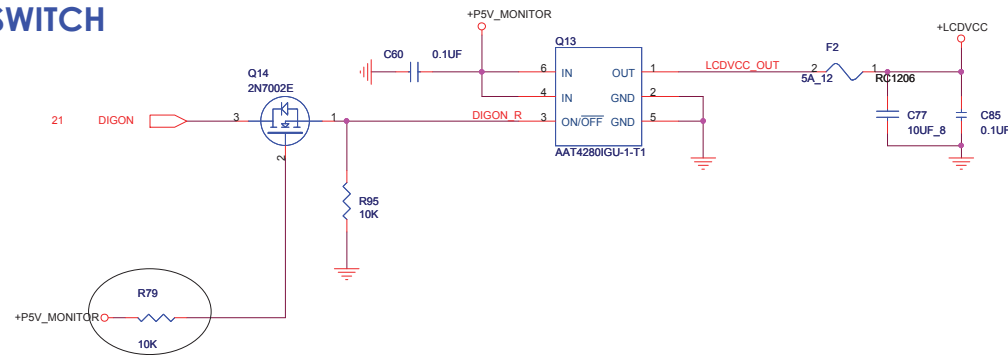 SWITCH
+P5V_MONITOR
+LCDVCC
C60 0.1UF
Q13
F2
Q14
2N7002E
6 IN OUT 1
LCDVCC_OUT
2 1
5A_12
RC1206
4 IN GND 2
21 DIGON
3 1
DIGON_R
3 ON/OFF GND 5
C77
10UF_8
C85
0.1UF
AAT4280IGU-1-T1
2
R95
10K
R79
+P5V_MONITOR
10K